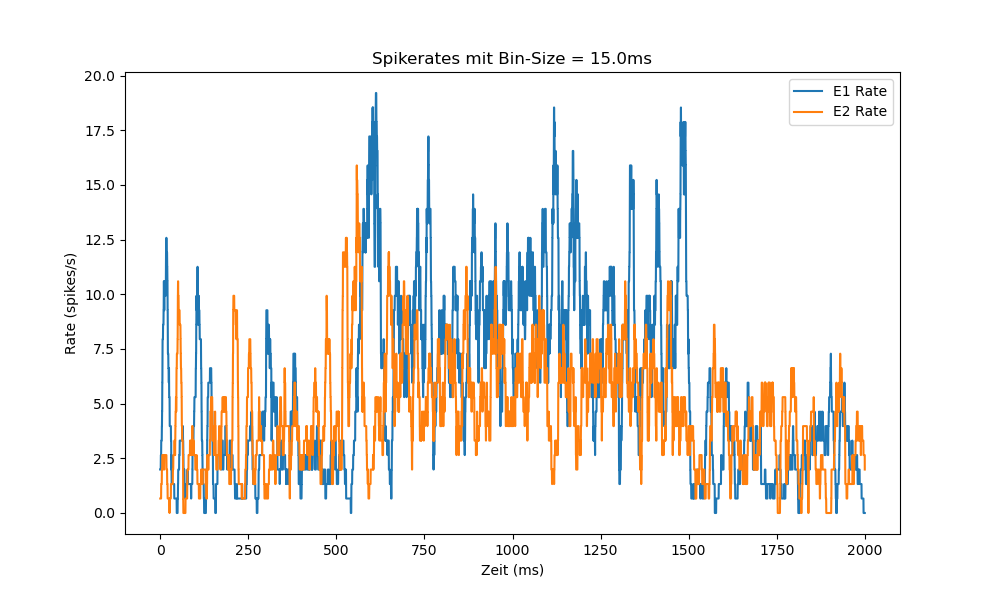 Spikerates mit Bin-Size = 15.0ms
E1 Rate
E2 Rate
Rate (spikes/s)
20.0
17.5
15.0
12.5
10.0
7.5
5.0
2.5
0.0
0 250 500 750 1000 1250 1500 1750 2000
Zeit (ms)